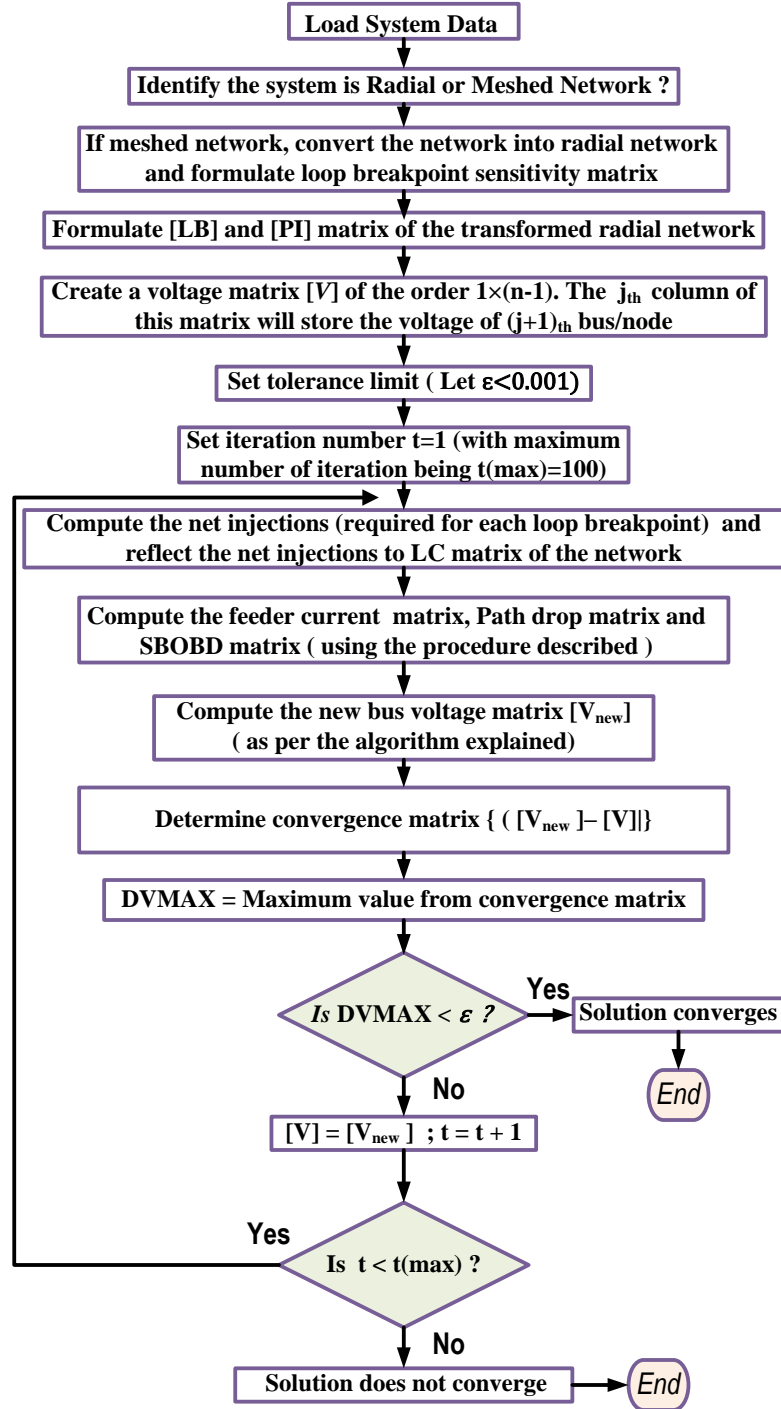 Load System Data
Identify the system is Radial or Meshed Network ?
If meshed network, convert the network into radial network
and formulate loop breakpoint sensitivity matrix
Formulate [LB] and [PI] matrix of the transformed radial network
Create a voltage matrix [V] of the order 1×(n-1). The j_th column of
this matrix will store the voltage of (j+1)_th bus/node
Set tolerance limit ( Let ε<0.001)
Set iteration number t=1 (with maximum
number of iteration being t(max)=100)
Compute the net injections (required for each loop breakpoint) and
reflect the net injections to LC matrix of the network
Compute the feeder current matrix, Path drop matrix and
SBOBD matrix ( using the procedure described )
Compute the new bus voltage matrix [V_new]
( as per the algorithm explained)
Determine convergence matrix { ( [V_new ]– [V]|}
DVMAX = Maximum value from convergence matrix
Is DVMAX < ε ?
Yes
Solution converges
End
No
[V] = [V_new ] ; t = t + 1
Yes
Is t < t(max) ?
No
Solution does not converge
End